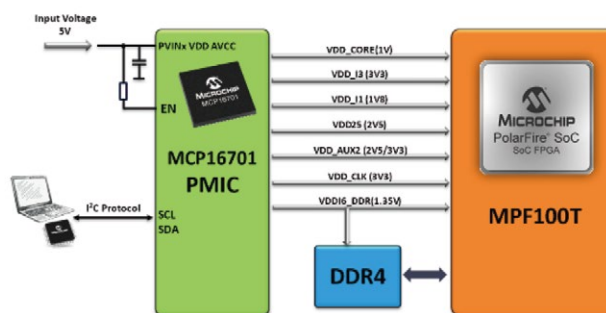 Input Voltage
5V
PVINx VDD AVCC
EN
MICROCHIP
MCP16701
MCP16701
PMIC
I²C Protocol
SCL
SDA
VDD_CORE(1V)
VDD_I3 (3V3)
VDD_I1 (1V8)
VDD25 (2V5)
VDD_AUX2 (2V5/3V3)
VDD_CLK (3V3)
VDDI6_DDR(1.35V)
DDR4
MICROCHIP
PolarFire® SoC
SoC FPGA
MPF100T